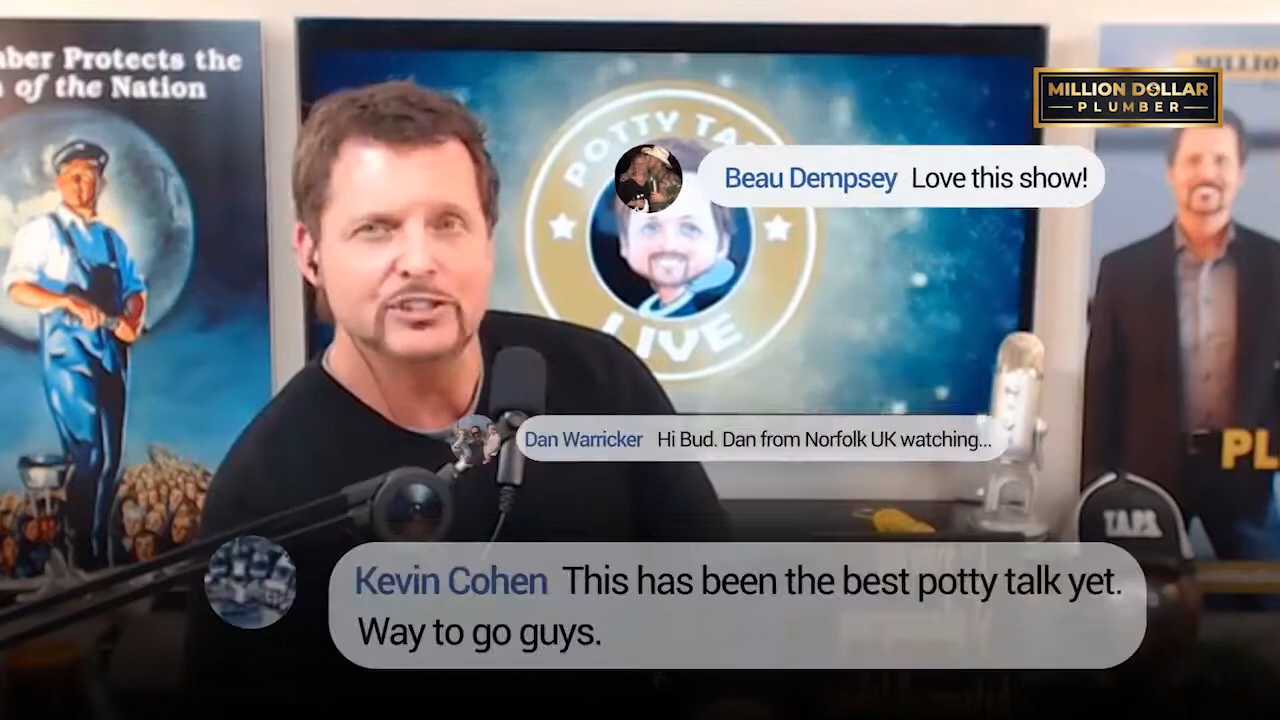 ber Protects the
of the Nation
MILLIO
MILLION DOLLAR
PLUMBER
POTTY TA
LIVE
Beau Dempsey Love this show!
Dan Warricker Hi Bud. Dan from Norfolk UK watching...
PL
T.A.P.S.
Kevin Cohen This has been the best potty talk yet.
Way to go guys.